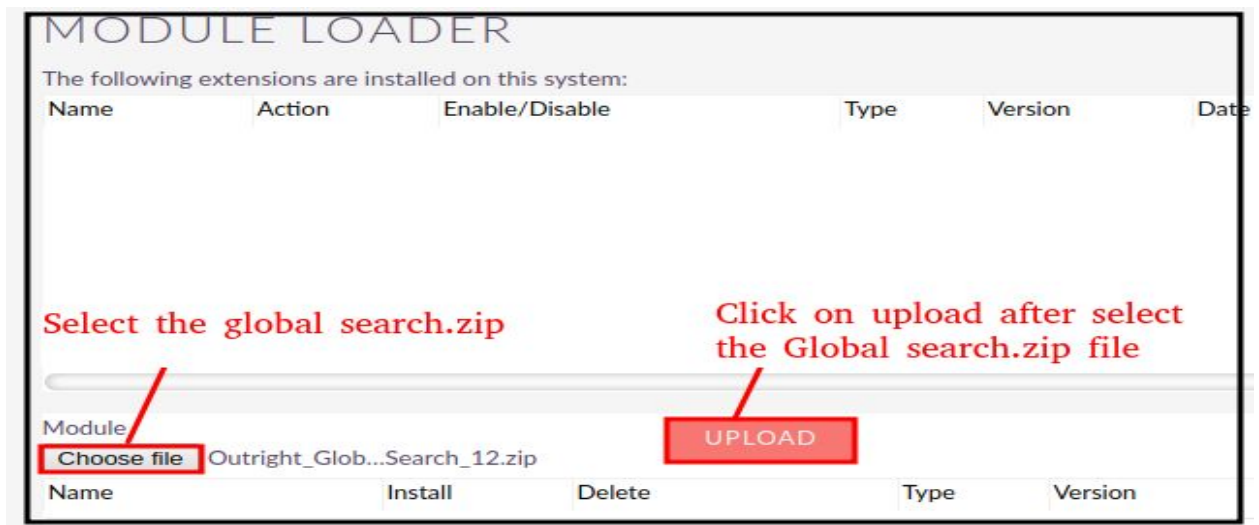 MODULE LOADER
The following extensions are installed on this system:
Name Action Enable/Disable Type Version Date
Select the global search.zip
Click on upload after select
the Global search.zip file
Module
UPLOAD
Choose file Outright_Glob...Search_12.zip
Name Install Delete Type Version